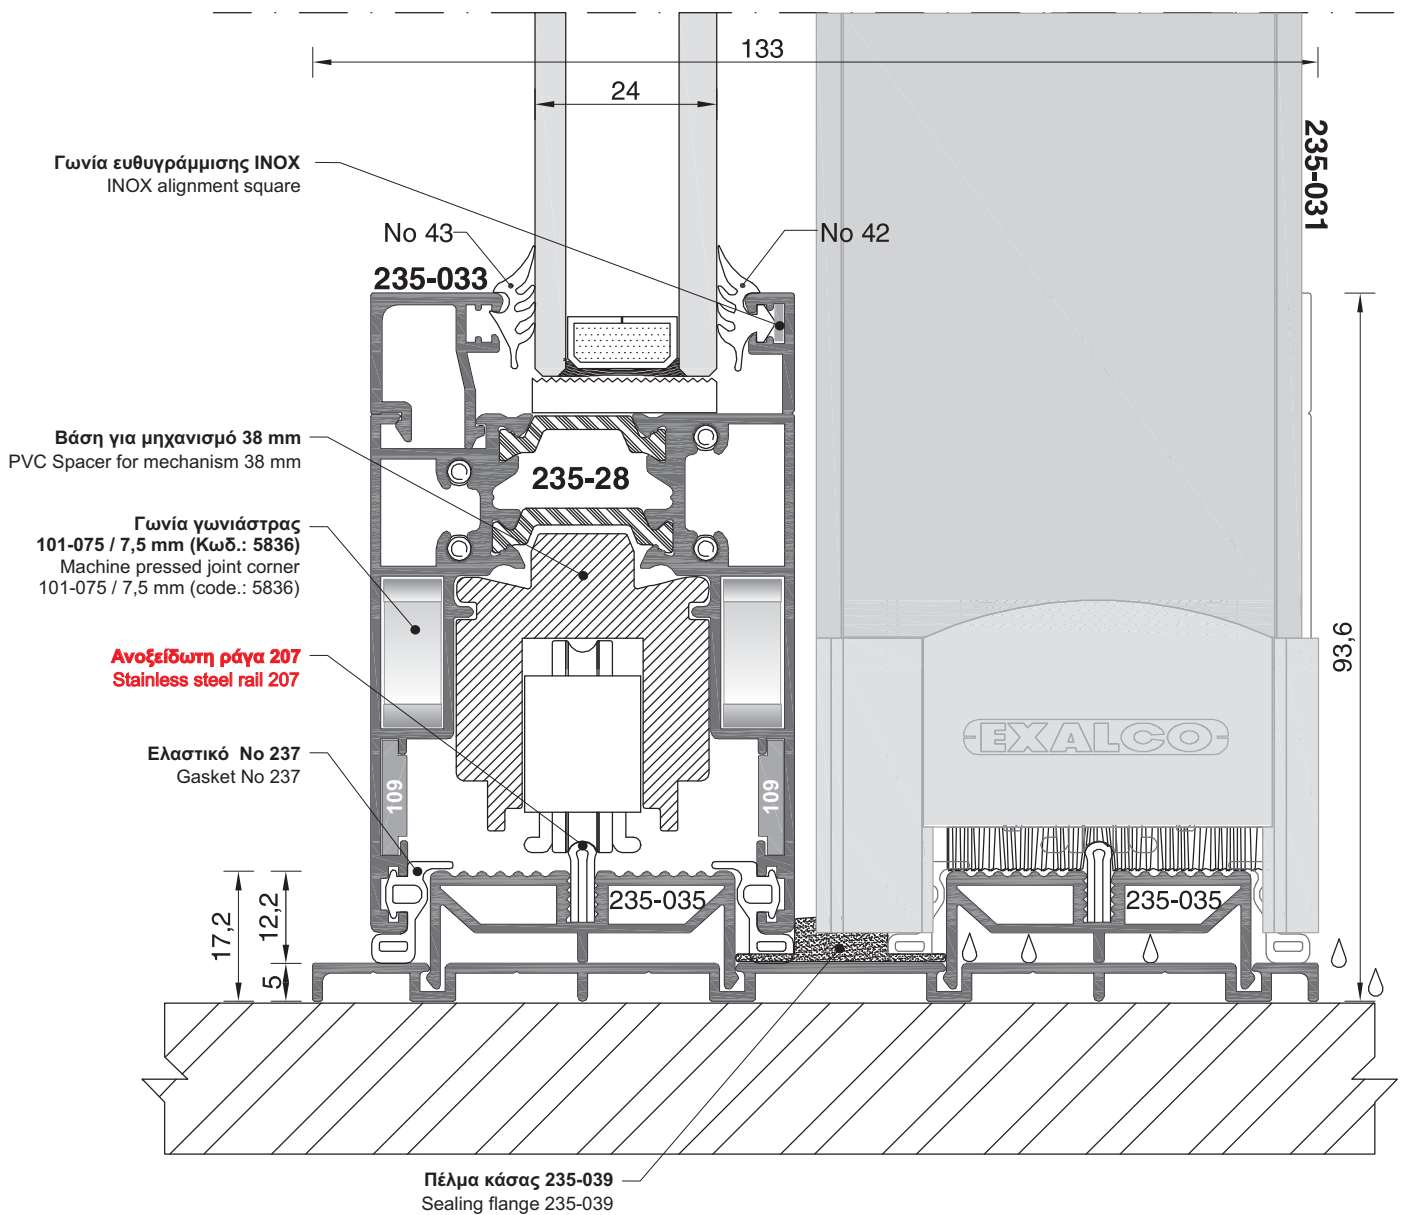 133
24
Γωνία ευθυγράμμισης INOX
INOX alignment square
235-031
No 43
No 42
235-033
Βάση για μηχανισμό 38 mm
PVC Spacer for mechanism 38 mm
235-28
Γωνία γωνιάστρας
101-075 / 7,5 mm (Κωδ.: 5836)
Machine pressed joint corner
101-075 / 7,5 mm (code.: 5836)
93,6
Ανοξείδωτη ράγα 207
Stainless steel rail 207
EXALCO
Ελαστικό No 237
Gasket No 237
109
109
17,2
12,2
5
235-035
235-035
Πέλμα κάσας 235-039
Sealing flange 235-039